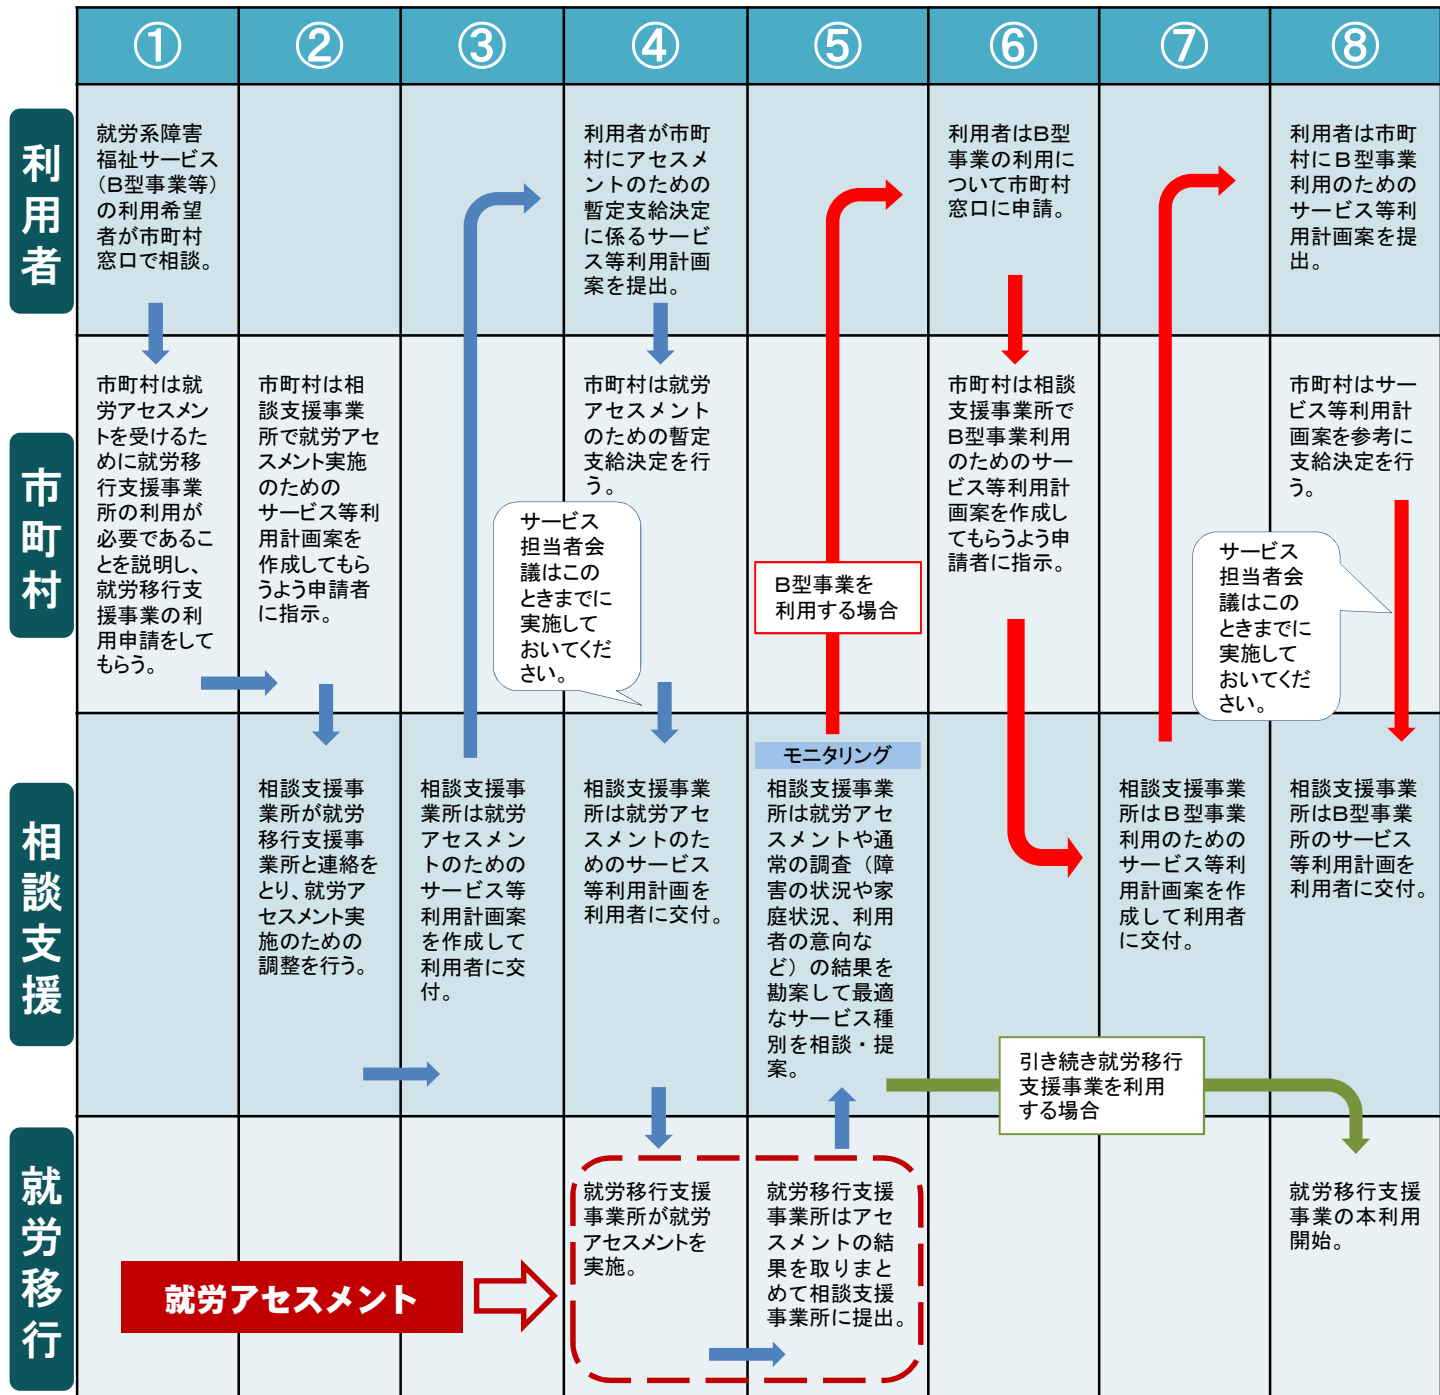 ①
②
③
④
⑤
⑥
⑦
⑧
利用者
就労系障害
福祉サービス
（Ｂ型事業等）
の利用希望
者が市町村
窓口で相談。
利用者が市町
村にアセスメ
ントのための
暫定支給決定
に係るサービ
ス等利用計画
案を提出。
利用者はＢ型
事業の利用に
ついて市町村
窓口に申請。
利用者は市町
村にＢ型事業
利用のための
サービス等利
用計画案を提
出。
市町村
市町村は就
労アセスメン
トを受けるた
めに就労移
行支援事業
所の利用が
必要であるこ
とを説明し、
就労移行支
援事業の利
用申請をして
もらう。
市町村は相
談支援事業
所で就労アセ
スメント実施
のための
サービス等利
用計画案を
作成してもら
うよう申請者
に指示。
市町村は就労
アセスメント
のための暫定
支給決定を行
う。
サービス
担当者会
議はこの
ときまでに
実施して
おいてくだ
さい。
Ｂ型事業を
利用する場合
市町村は相談
支援事業所で
Ｂ型事業利用
のためのサー
ビス等利用計
画案を作成し
てもらうよう申
請者に指示。
市町村はサー
ビス等利用計
画案を参考に
支給決定を行
う。
サービス
担当者会
議はこの
ときまでに
実施して
おいてくだ
さい。
相談支援
相談支援事
業所が就労
移行支援事
業所と連絡を
とり、就労ア
セスメント実
施のための
調整を行う。
相談支援事
業所は就労
アセスメン
トのための
サービス等
利用計画案
を作成して
利用者に交
付。
相談支援事業
所は就労アセ
スメントのた
めのサービス
等利用計画を
利用者に交付。
モニタリング
相談支援事業
所は就労アセ
スメントや通
常の調査（障
害の状況や家
庭状況、利用
者の意向な
ど）の結果を
勘案して最適
なサービス種
別を相談・提
案。
相談支援事業
所はＢ型事業
利用のための
サービス等利
用計画案を作
成して利用者
に交付。
相談支援事業
所はＢ型事業
所のサービス
等利用計画を
利用者に交付。
引き続き就労移行
支援事業を利用
する場合
就労移行
就労アセスメント
就労移行支援
事業所が就労
アセスメントを
実施。
就労移行支援
事業所はアセ
スメントの結
果を取りまと
めて相談支援
事業所に提出。
就労移行支援
事業の本利用
開始。